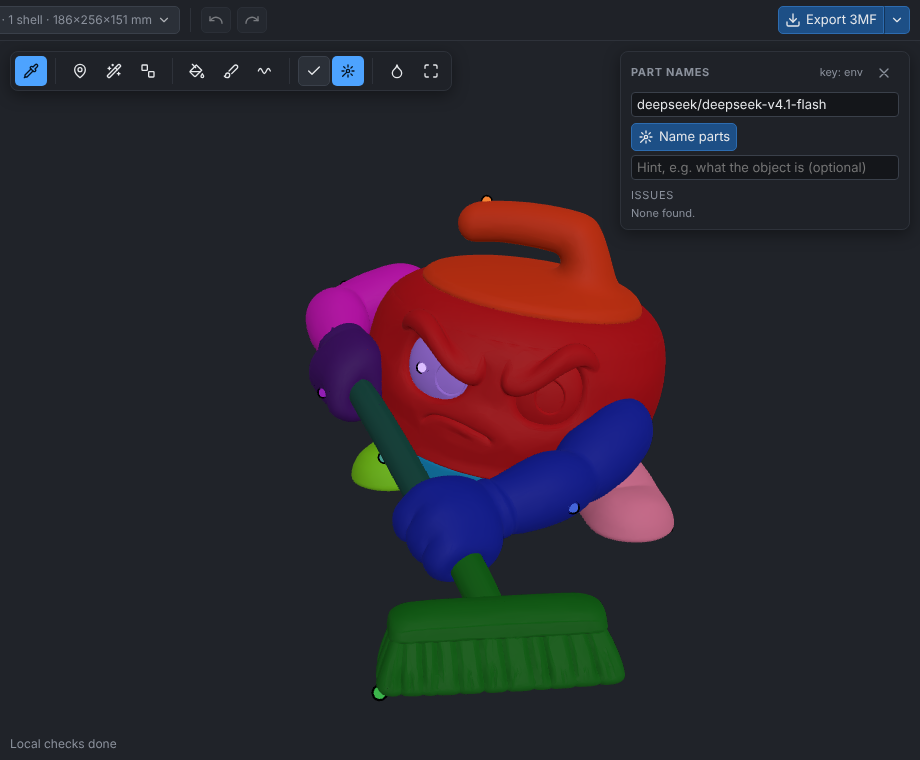 · 1 shell · 186×256×151 mm
Export 3MF
PART NAMES
key: env
deepseek/deepseek-v4.1-flash
Name parts
Hint, e.g. what the object is (optional)
ISSUES
None found.
Local checks done